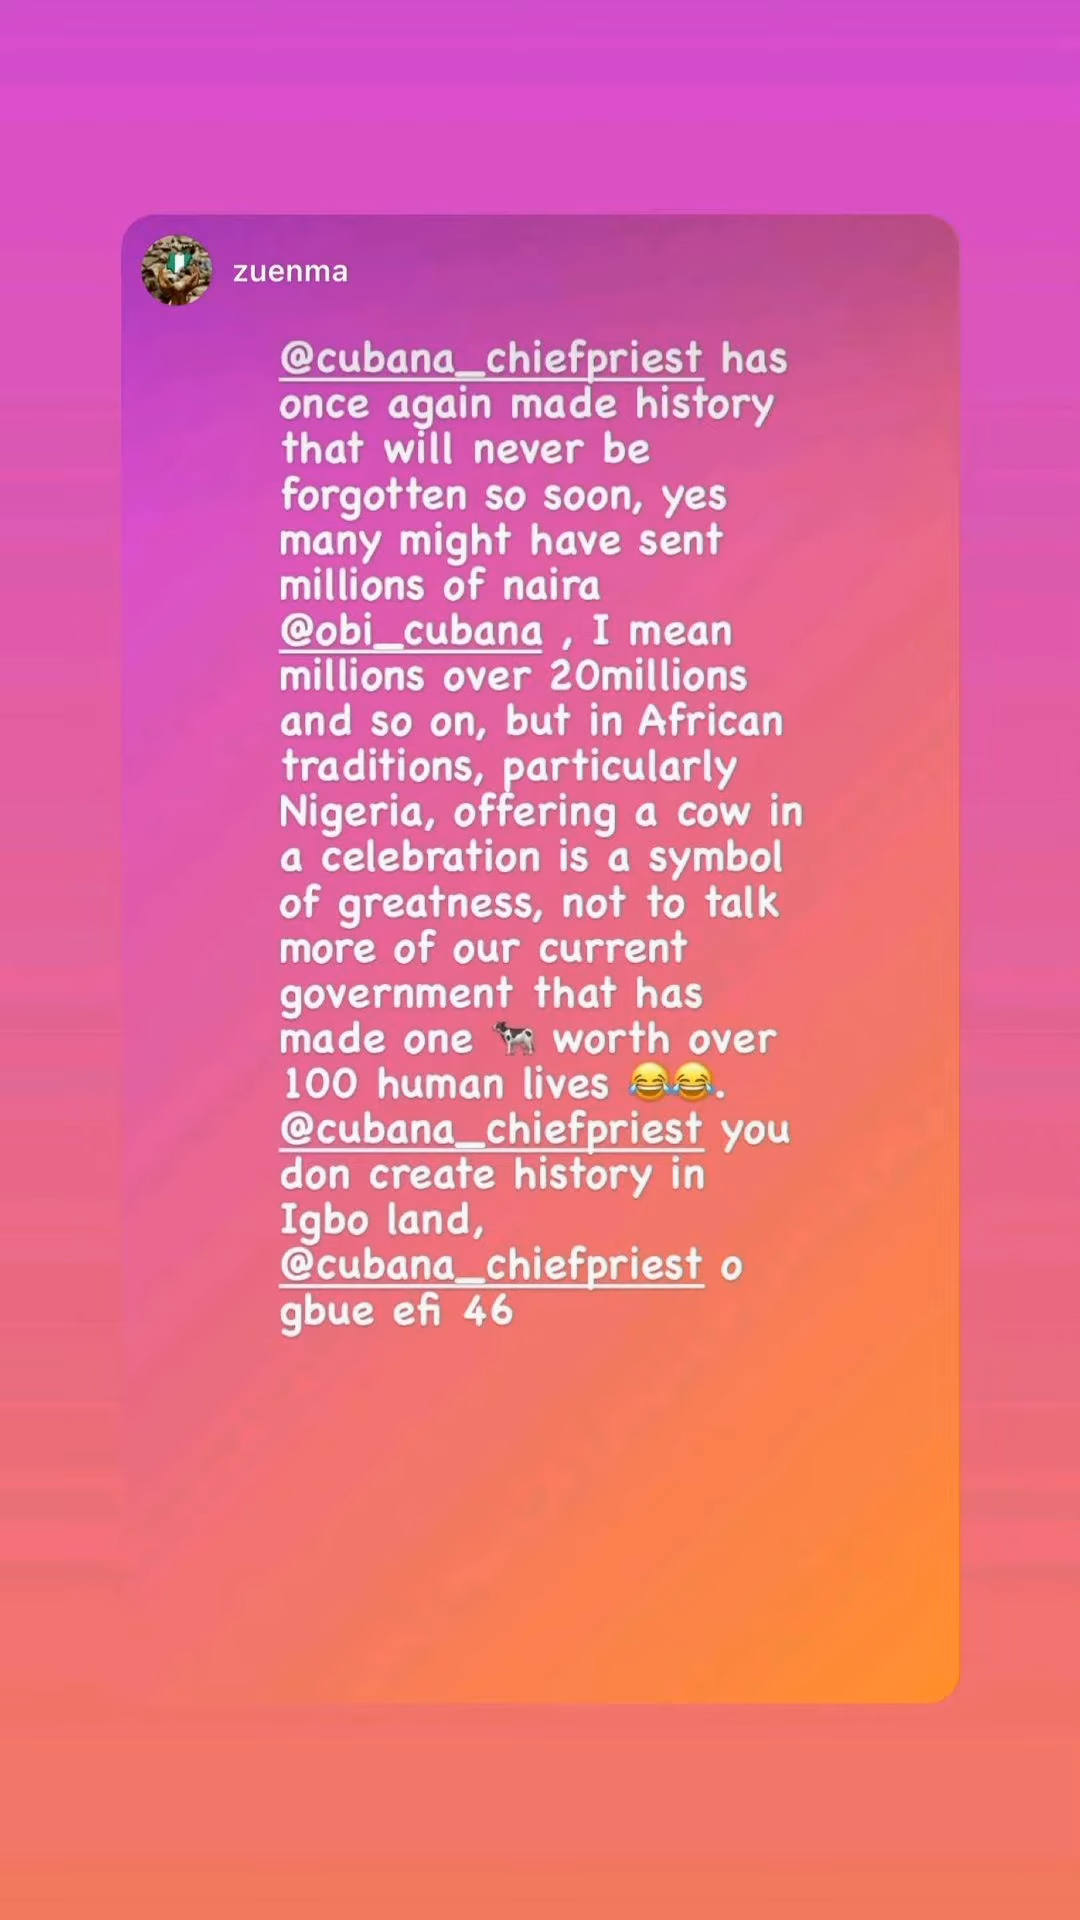 zuenma
@cubana_chiefpriest has
once again made history
that will never be
forgotten so soon, yes
many might have sent
millions of naira
@obi_cubana , I mean
millions over 20millions
and so on, but in African
traditions, particularly
Nigeria, offering a cow in
a celebration is a symbol
of greatness, not to talk
more of our current
government that has
made one 🐄 worth over
100 human lives 😂😂.
@cubana_chiefpriest you
don create history in
Igbo land,
@cubana_chiefpriest o
gbue efi 46